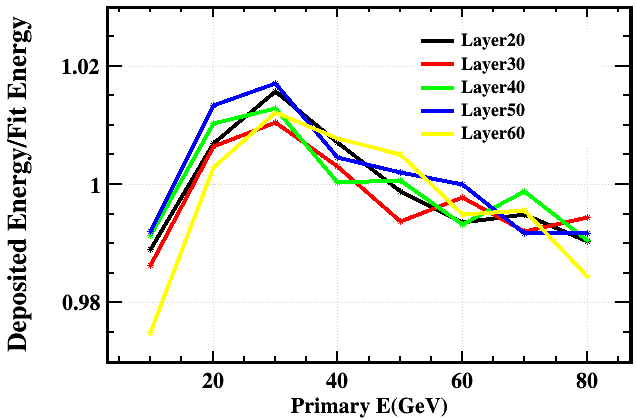 Deposited Energy/Fit Energy
1.02
1
0.98
Layer20
Layer30
Layer40
Layer50
Layer60
20 40 60 80
Primary E(GeV)